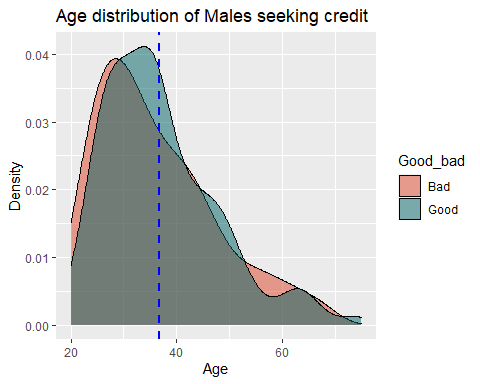 Age distribution of Males seeking credit
0.04
0.03
0.02
0.01
0.00
Density
20 40 60
Age
Good_bad
Bad
Good